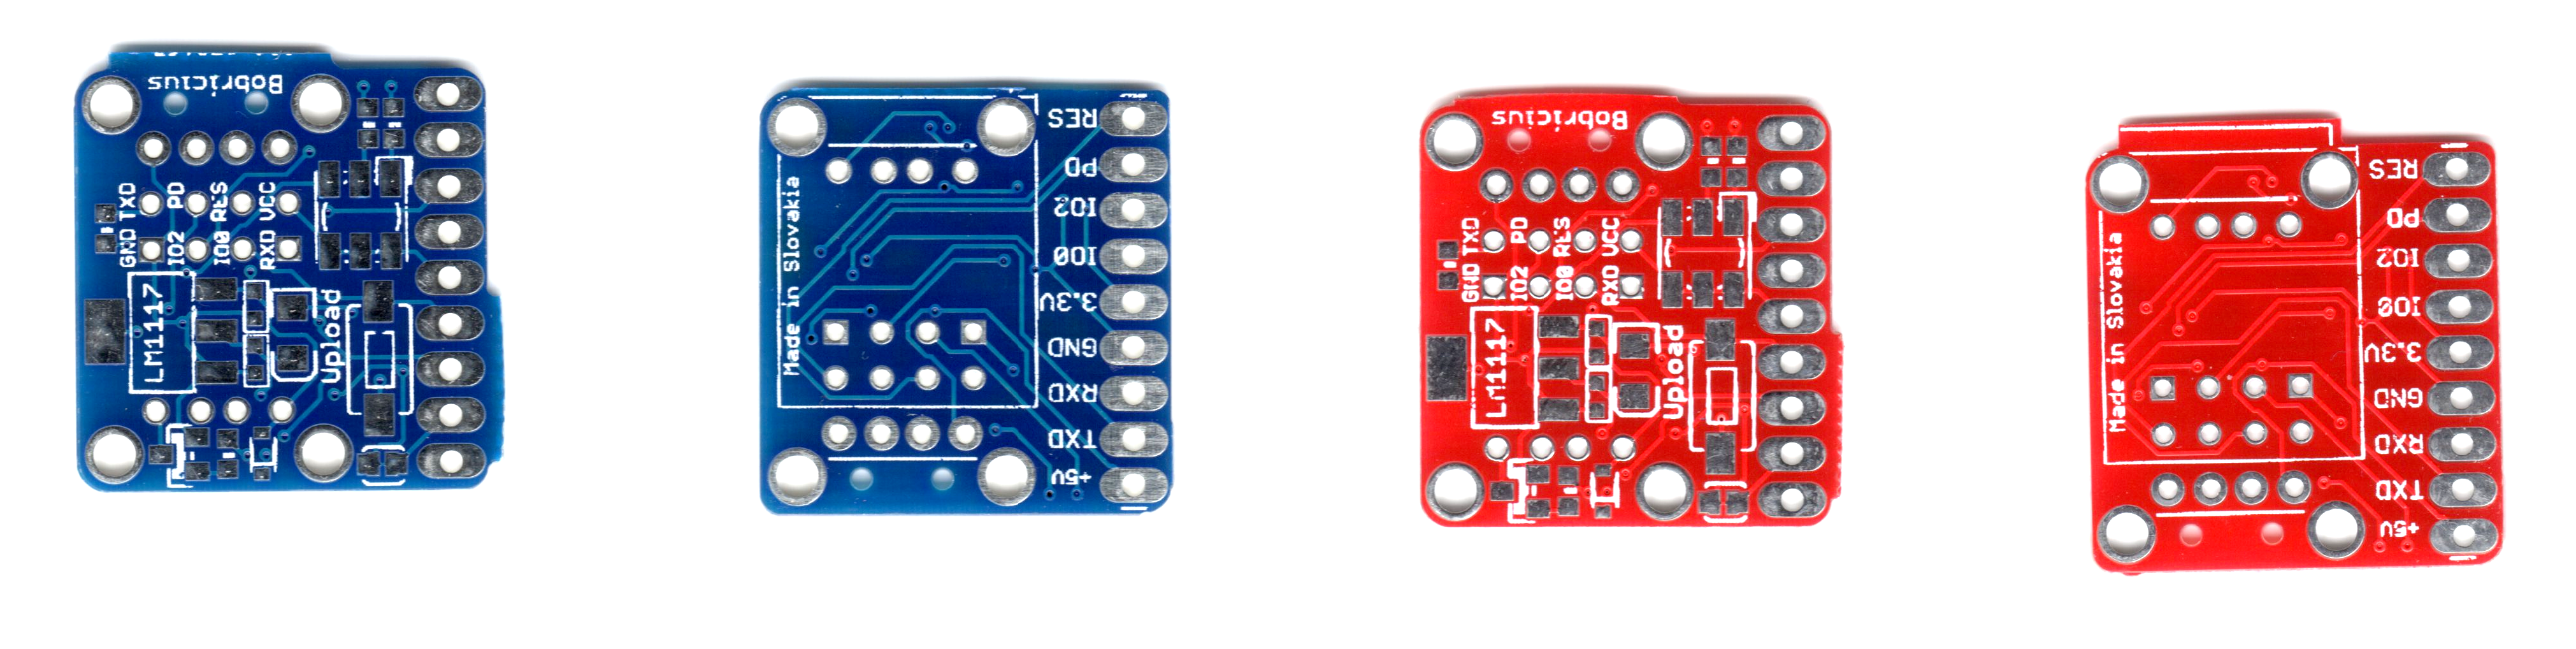 Bobricius
TXD PD RES VCC
GND IO2 IO0 RXD
LM1117
Upload
RES
PD
IO2
IO0
3.3V
GND
RXD
TXD
+5V
Made in Slovakia
Bobricius
TXD PD RES VCC
GND IO2 IO0 RXD
LM1117
Upload
RES
PD
IO2
IO0
3.3V
GND
RXD
TXD
+5V
Made in Slovakia